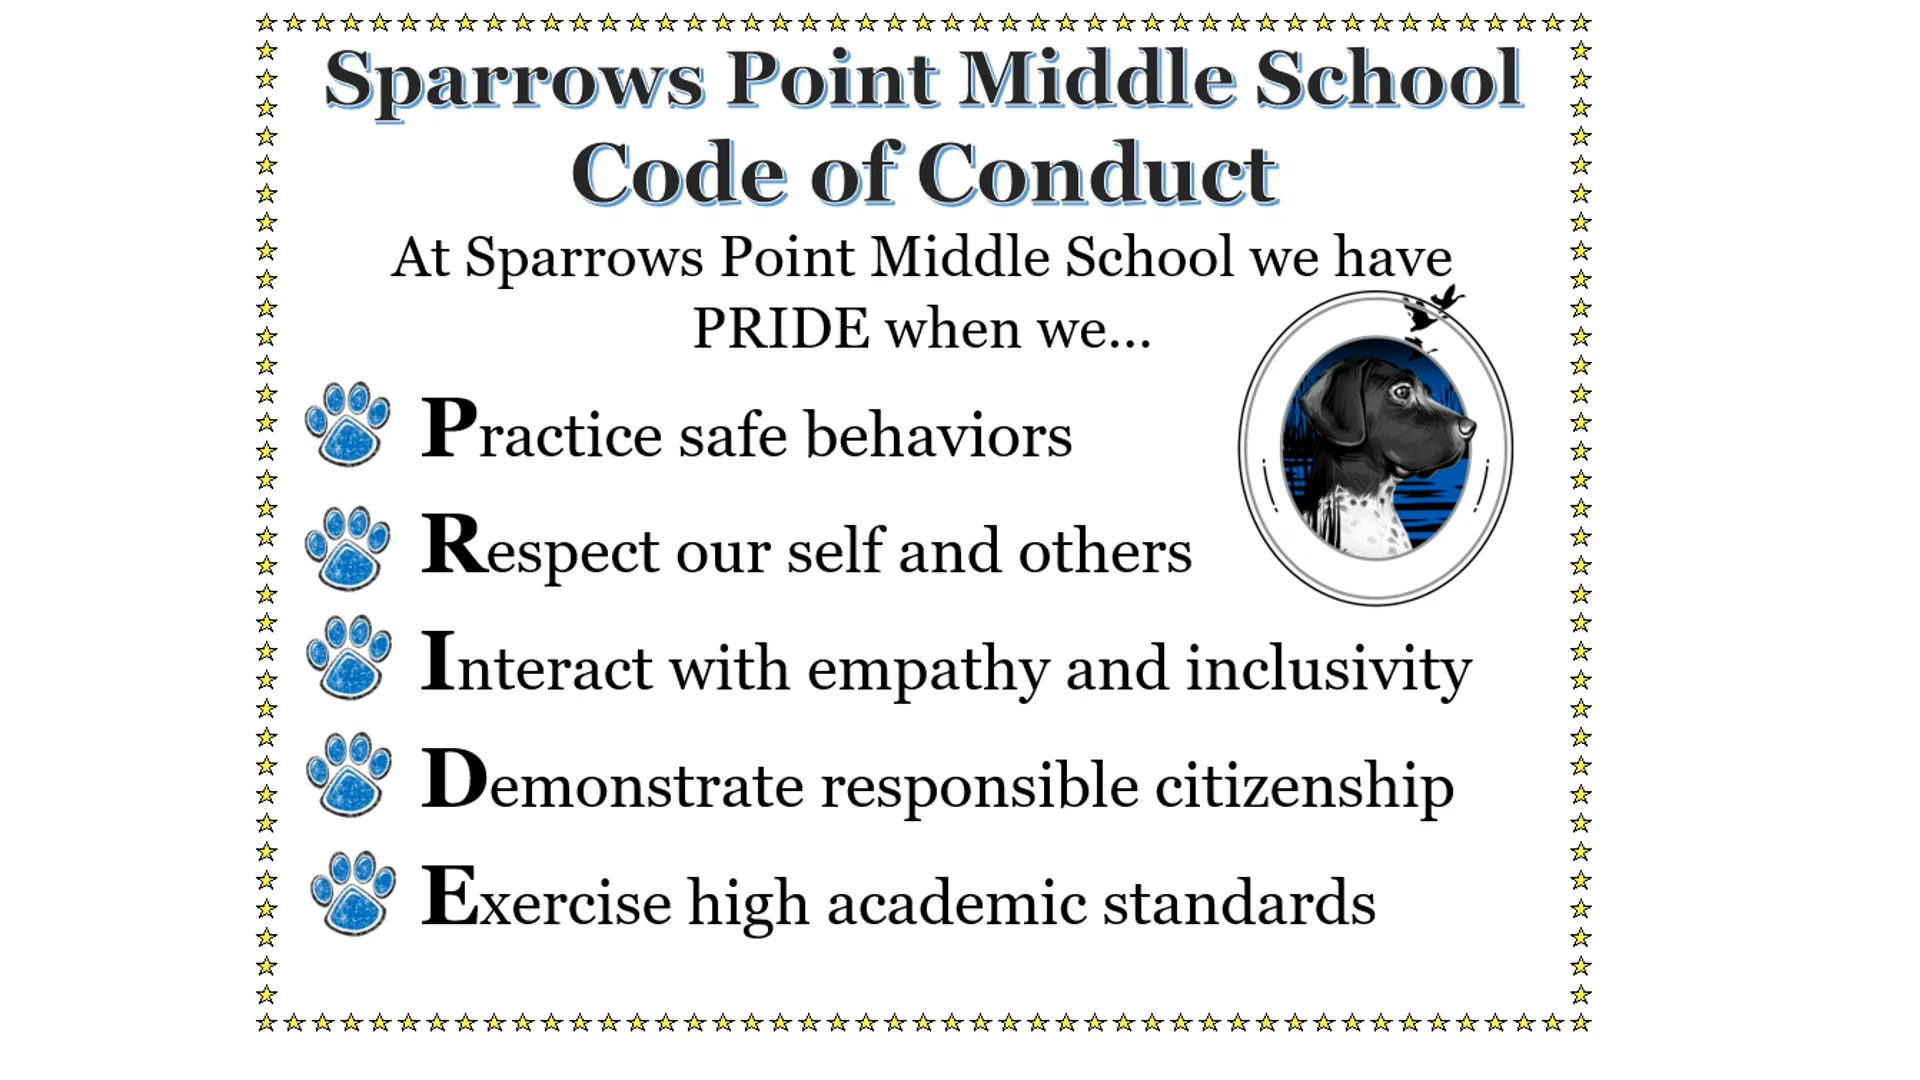 Sparrows Point Middle School
Code of Conduct
At Sparrows Point Middle School we have
PRIDE when we...
Practice safe behaviors
Respect our self and others
Interact with empathy and inclusivity
Demonstrate responsible citizenship
Exercise high academic standards